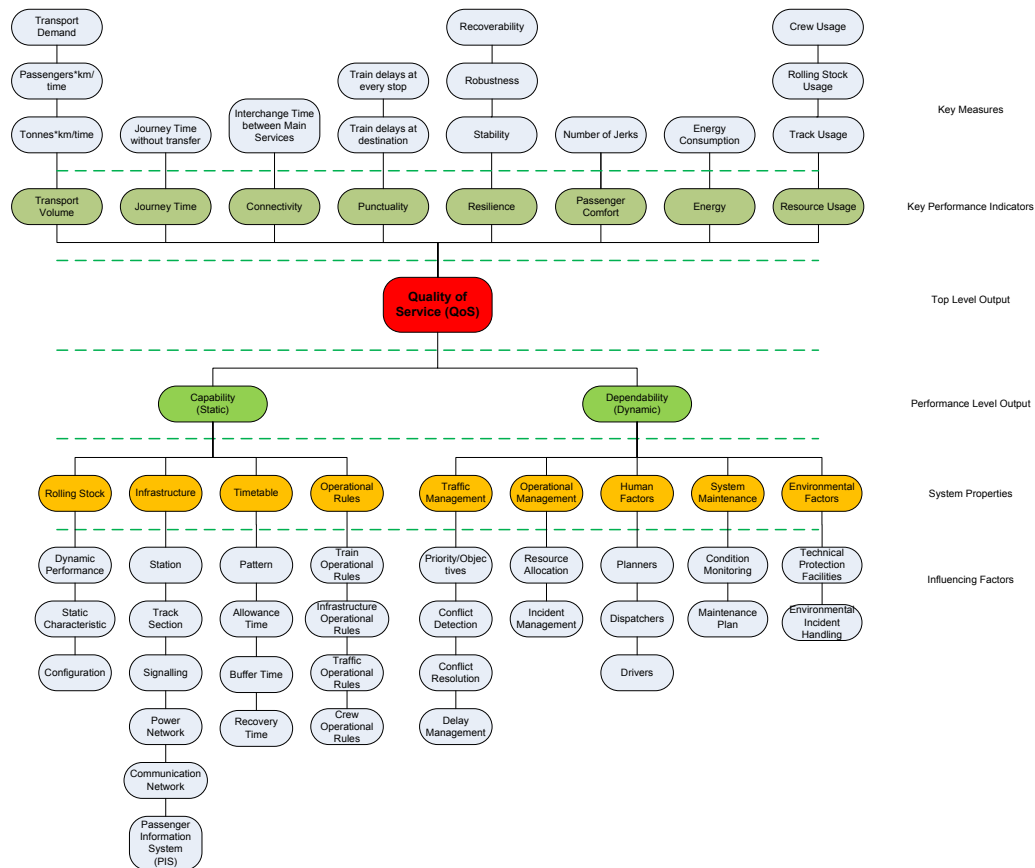 Transport
Demand
Recoverability
Crew Usage
Passengers*km/
time
Train delays at
every stop
Robustness
Rolling Stock
Usage
Key Measures
Tonnes*km/time
Journey Time
without transfer
Interchange Time
between Main
Services
Train delays at
destination
Stability
Number of Jerks
Energy
Consumption
Track Usage
Transport
Volume
Journey Time
Connectivity
Punctuality
Resilience
Passenger
Comfort
Energy
Resource Usage
Key Performance Indicators
Quality of
Service (QoS)
Top Level Output
Capability
(Static)
Dependability
(Dynamic)
Performance Level Output
Rolling Stock
Infrastructure
Timetable
Operational
Rules
Traffic
Management
Operational
Management
Human
Factors
System
Maintenance
Environmental
Factors
System Properties
Dynamic
Performance
Station
Pattern
Train
Operational
Rules
Priority/Objec
tives
Resource
Allocation
Planners
Condition
Monitoring
Technical
Protection
Facilities
Influencing Factors
Static
Characteristic
Track
Section
Allowance
Time
Infrastructure
Operational
Rules
Conflict
Detection
Incident
Management
Dispatchers
Maintenance
Plan
Environmental
Incident
Handling
Configuration
Signalling
Buffer Time
Traffic
Operational
Rules
Conflict
Resolution
Drivers
Power
Network
Recovery
Time
Crew
Operational
Rules
Delay
Management
Communication
Network
Passenger
Information
System
(PIS)